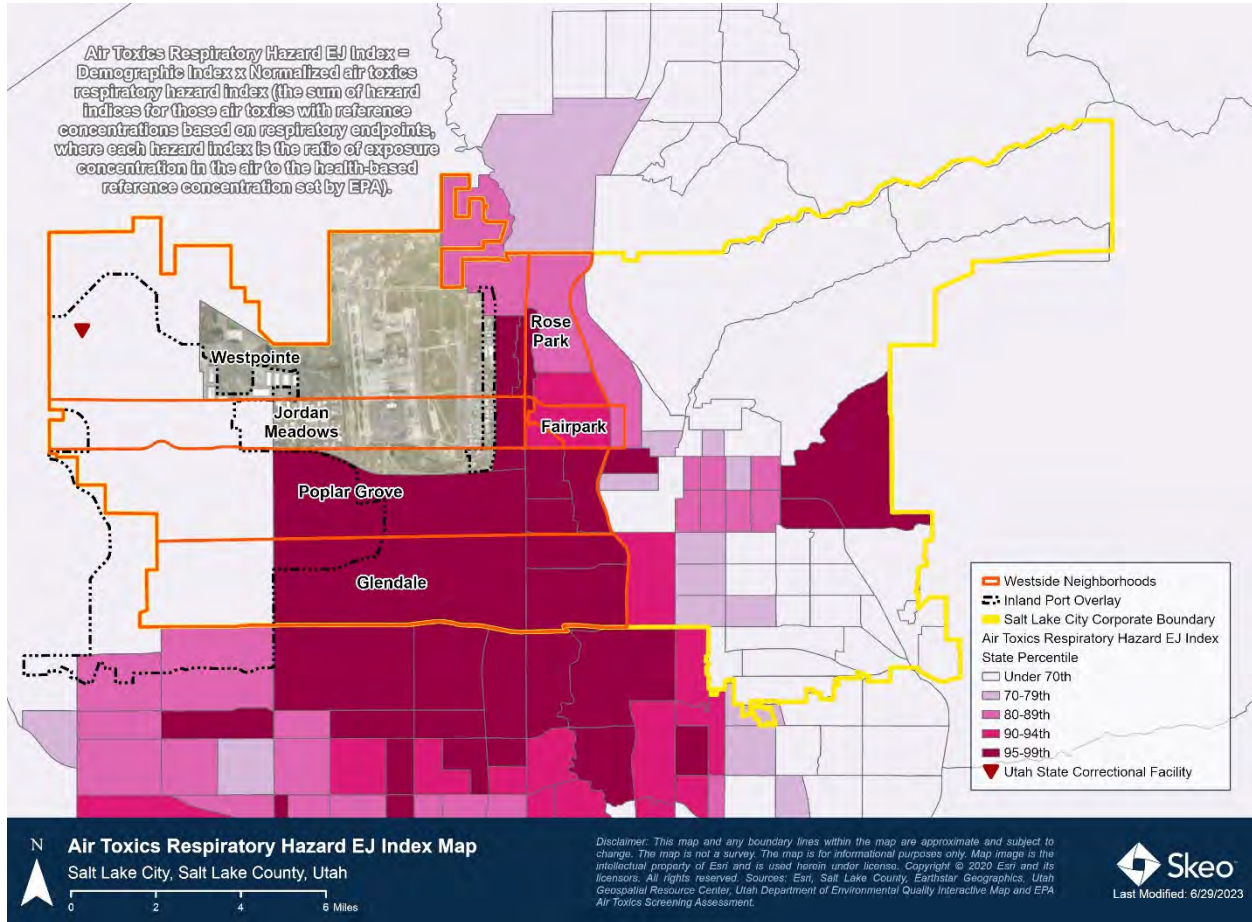 Air Toxics Respiratory Hazard EJ Index =
Demographic Index x Normalized air toxics
respiratory hazard index (the sum of hazard
indices for those air toxics with reference
concentrations based on respiratory endpoints,
where each hazard index is the ratio of exposure
concentration in the air to the health-based
reference concentration set by EPA).
Rose
Park
Westpointe
Jordan
Meadows
Fairpark
Poplar Grove
Glendale
Westside Neighborhoods
Inland Port Overlay
Salt Lake City Corporate Boundary
Air Toxics Respiratory Hazard EJ Index
State Percentile
Under 70th
70-79th
80-89th
90-94th
95-99th
Utah State Correctional Facility
N
Air Toxics Respiratory Hazard EJ Index Map
Salt Lake City, Salt Lake County, Utah
0 2 4 6 Miles
Disclaimer: This map and any boundary lines within the map are approximate and subject to
change. The map is not a survey. The map is for informational purposes only. Map image is the
intellectual property of Esri and is used herein under license. Copyright © 2020 Esri and its
licensors. All rights reserved. Sources: Esri, Salt Lake County, Earthstar Geographics, Utah
Geospatial Resource Center, Utah Department of Environmental Quality Interactive Map and EPA
Air Toxics Screening Assessment.
Skeo
Last Modified: 6/29/2023